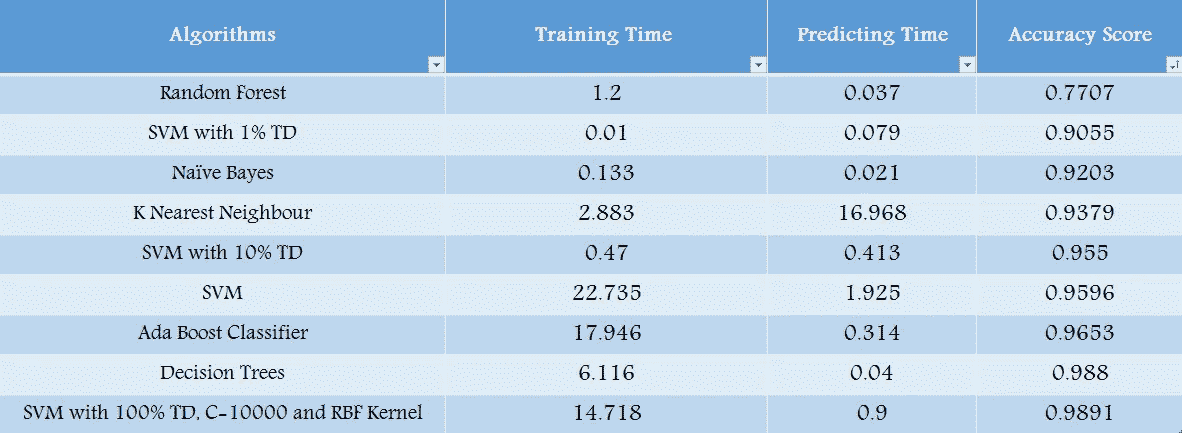 Algorithms Training Time Predicting Time Accuracy Score
Random Forest 1.2 0.037 0.7707
SVM with 1% TD 0.01 0.079 0.9055
Naïve Bayes 0.133 0.021 0.9203
K Nearest Neighbour 2.883 16.968 0.9379
SVM with 10% TD 0.47 0.413 0.955
SVM 22.735 1.925 0.9596
Ada Boost Classifier 17.946 0.314 0.9653
Decision Trees 6.116 0.04 0.988
SVM with 100% TD, C-10000 and RBF Kernel 14.718 0.9 0.9891